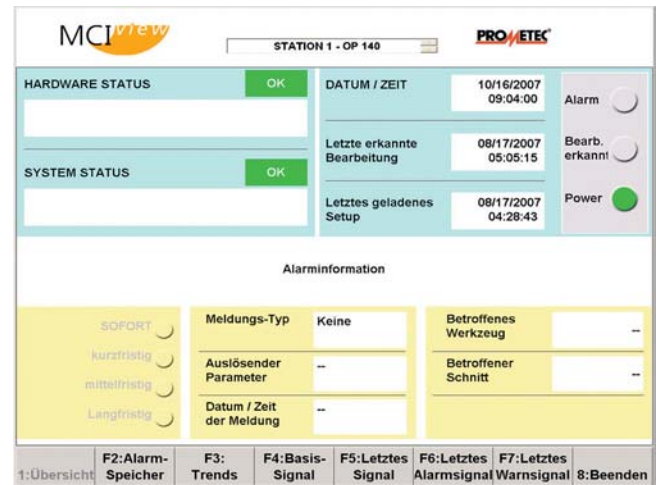 MCIView
STATION 1 - OP 140
PROMETEC
HARDWARE STATUS
OK
SYSTEM STATUS
OK
DATUM / ZEIT
10/16/2007
09:04:00
Letzte erkannte
Bearbeitung
08/17/2007
05:05:15
Letztes geladenes
Setup
08/17/2007
04:28:43
Alarm
Bearb.
erkannt
Power
Alarminformation
SOFORT
kurzfristig
mittelfristig
Langfristig
Meldungs-Typ
Keine
Auslösender
Parameter
--
Datum / Zeit
der Meldung
--
Betroffenes
Werkzeug
--
Betroffener
Schnitt
--
1:Übersicht
F2:Alarm-
Speicher
F3:
Trends
F4:Basis-
Signal
F5:Letztes
Signal
F6:Letztes
Alarmsignal
F7:Letztes
Warnsignal
8:Beenden